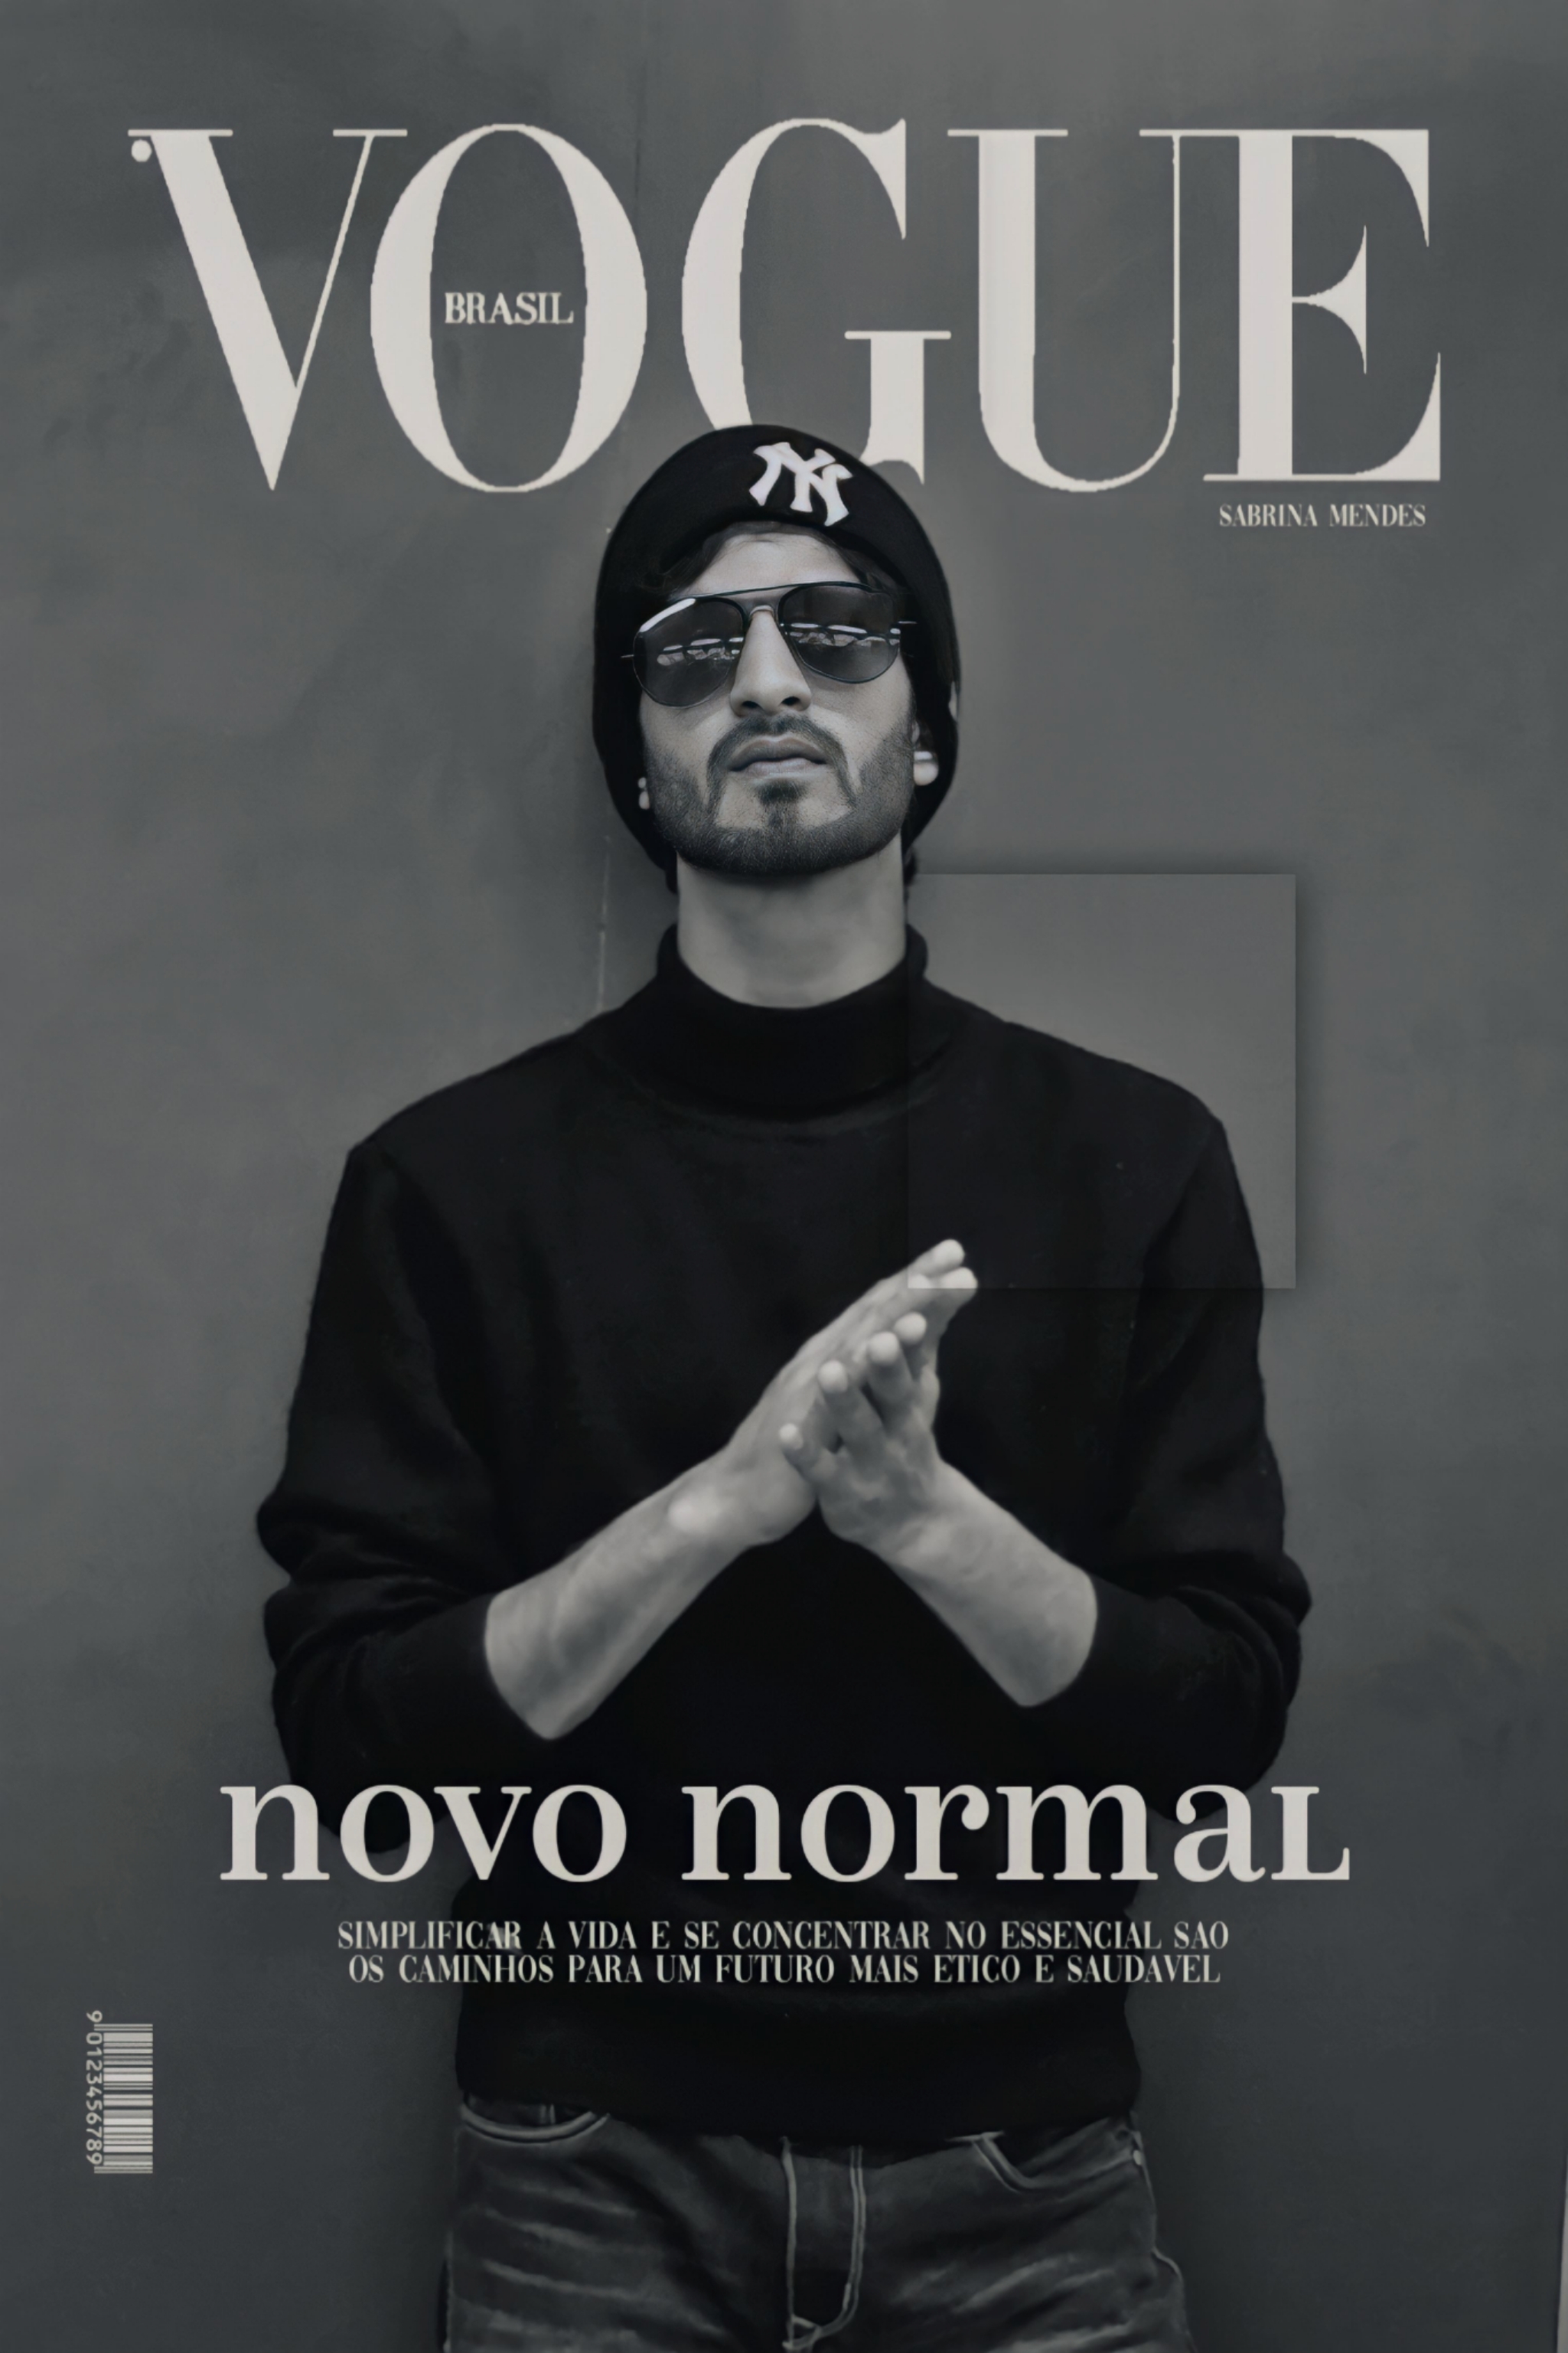 VOGUE
BRASIL
NY
SABRINA MENDES
novo normaL
SIMPLIFICAR A VIDA E SE CONCENTRAR NO ESSENCIAL SAO
OS CAMINHOS PARA UM FUTURO MAIS ETICO E SAUDAVEL
9 0123456789